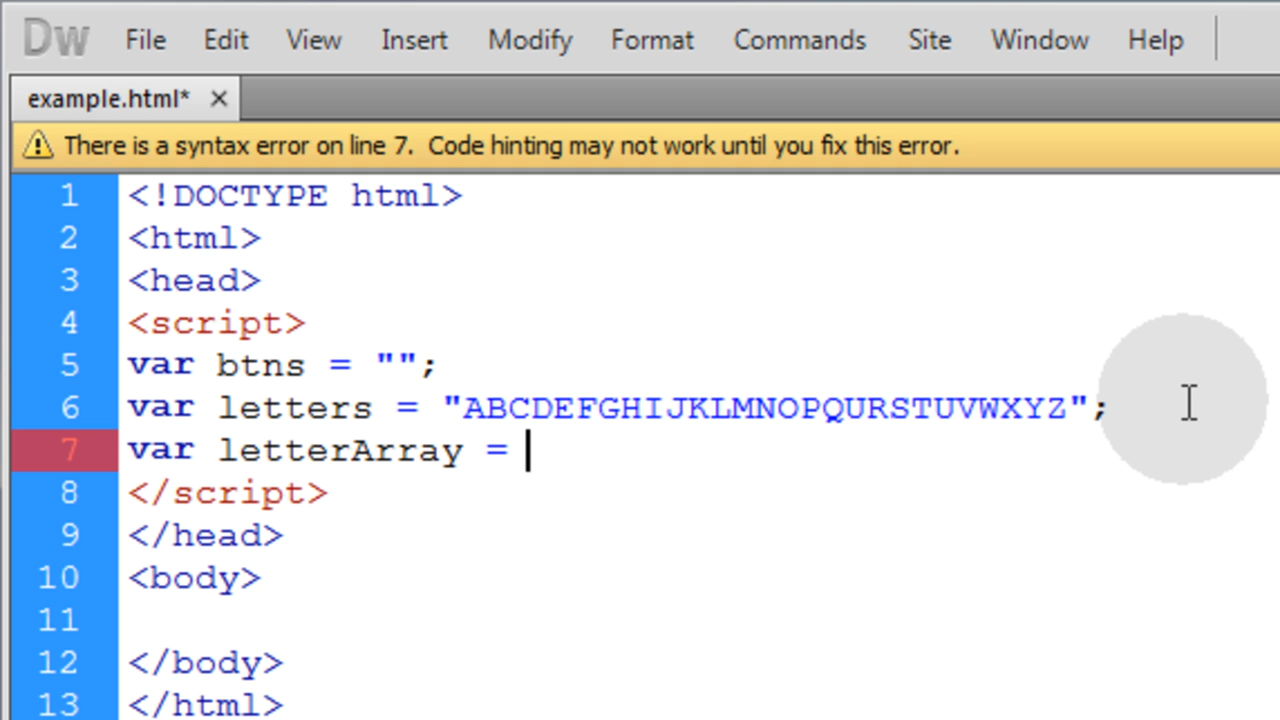 Dw File Edit View Insert Modify Format Commands Site Window Help
example.html* ×
There is a syntax error on line 7. Code hinting may not work until you fix this error.
1 <!DOCTYPE html>
2 <html>
3 <head>
4 <script>
5 var btns = "";
6 var letters = "ABCDEFGHIJKLMNOPQURSTUVWXYZ";
7 var letterArray =
8 </script>
9 </head>
10 <body>
11
12 </body>
13 </html>